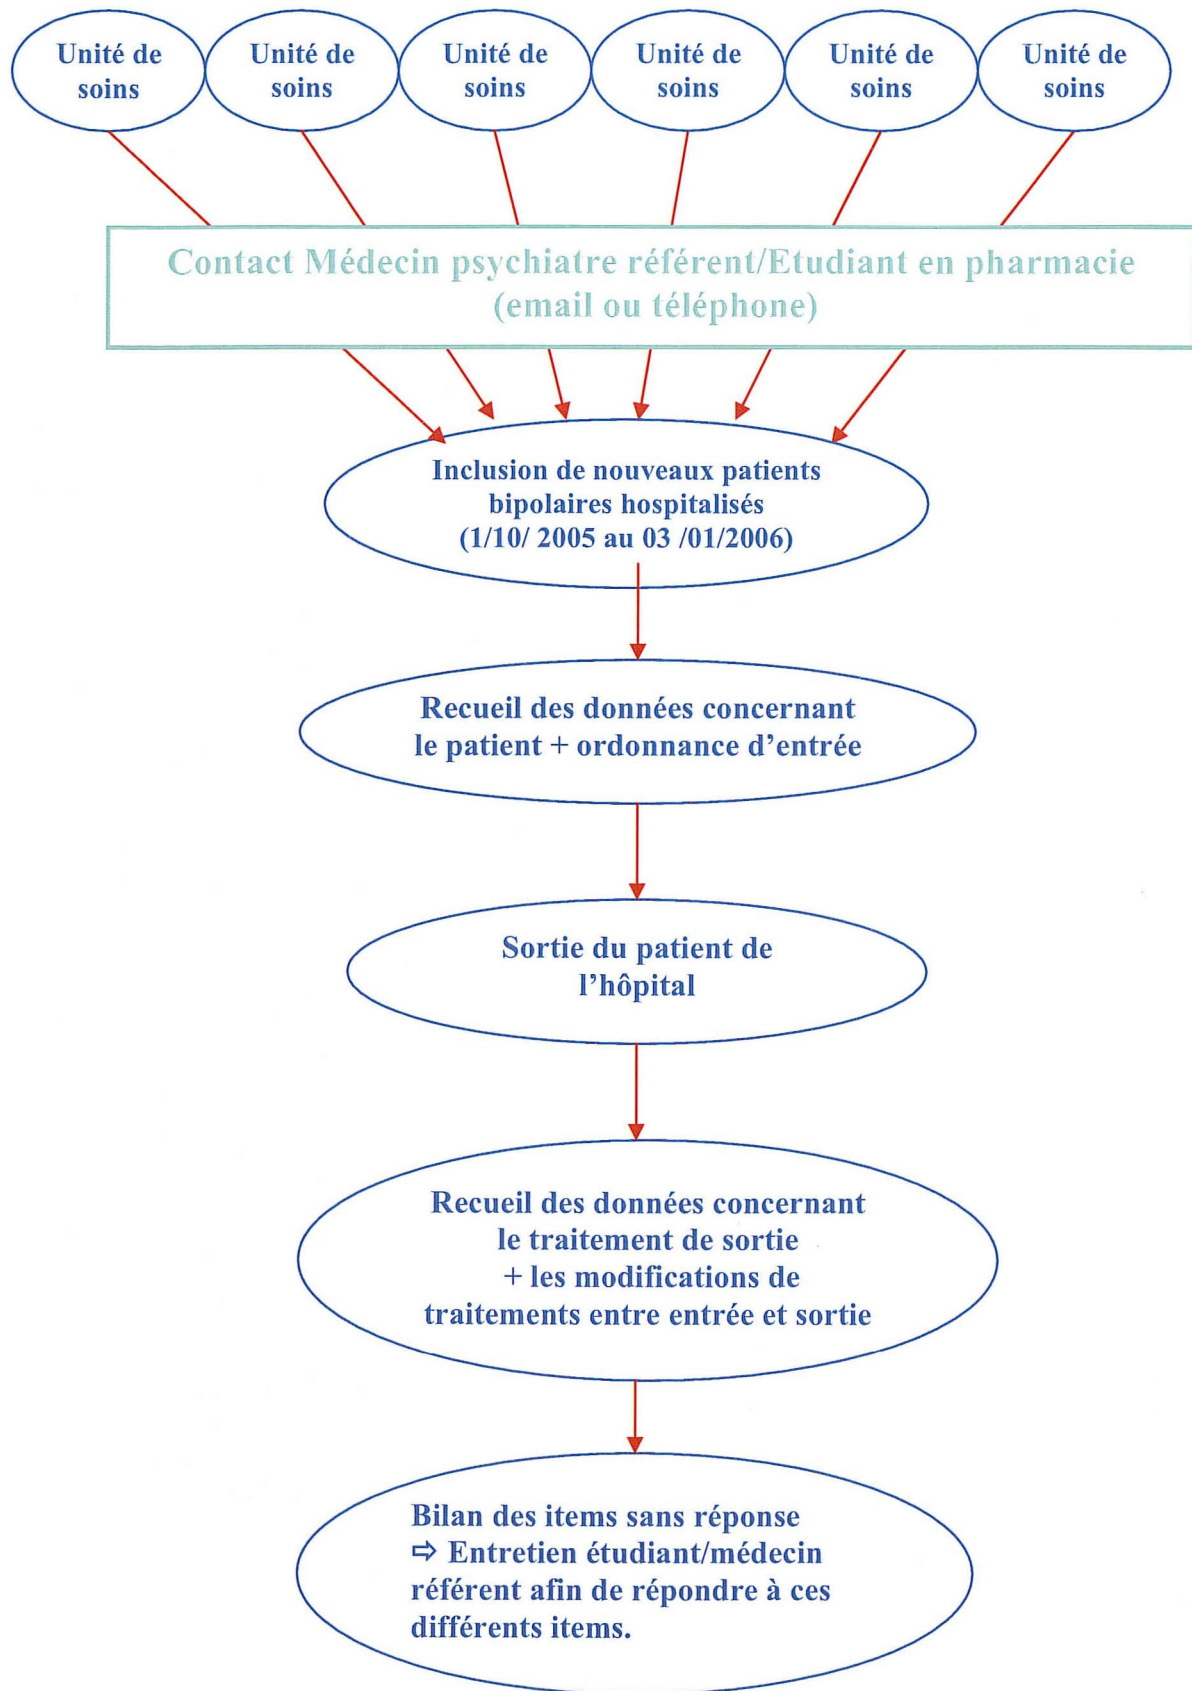 Unité de soins
Unité de soins
Unité de soins
Unité de soins
Unité de soins
Unité de soins
Contact Médecin psychiatre référent/Etudiant en pharmacie
(email ou téléphone)
Inclusion de nouveaux patients
bipolaires hospitalisés
(1/10/ 2005 au 03 /01/2006)
Recueil des données concernant
le patient + ordonnance d’entrée
Sortie du patient de
l’hôpital
Recueil des données concernant
le traitement de sortie
+ les modifications de
traitements entre entrée et sortie
Bilan des items sans réponse
⇨ Entretien étudiant/médecin
référent afin de répondre à ces
différents items.